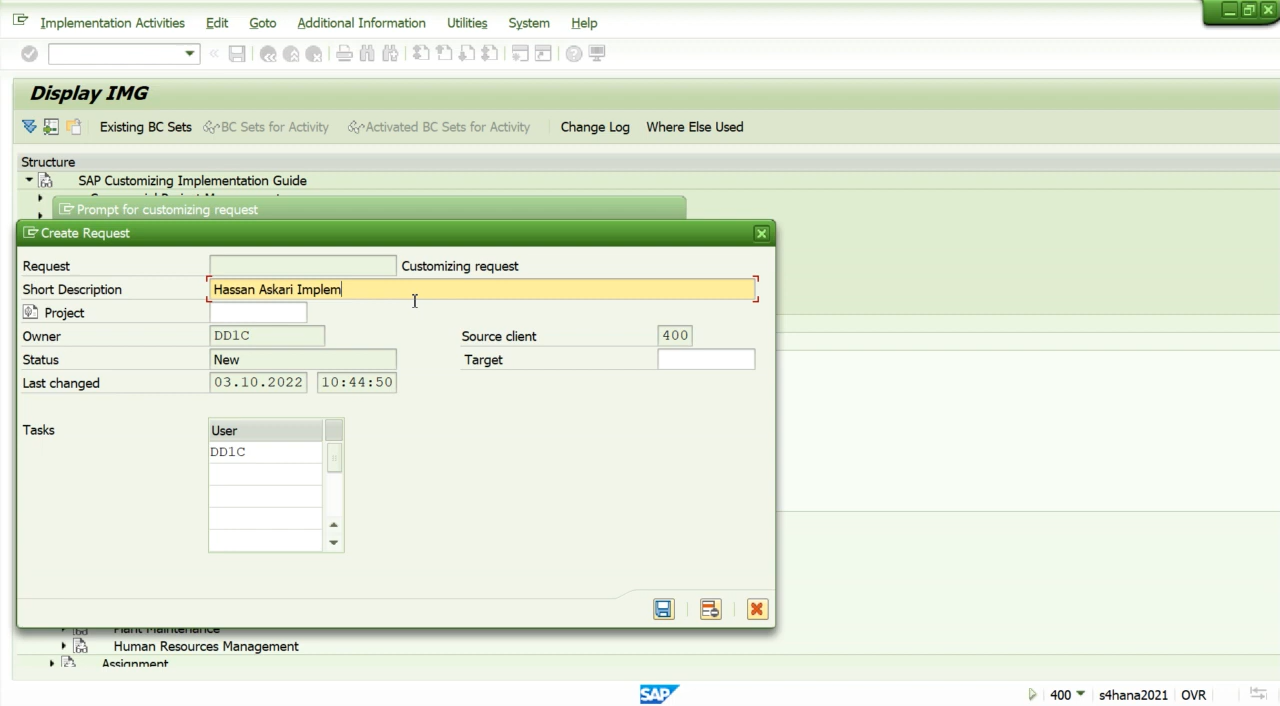 Implementation Activities Edit Goto Additional Information Utilities System Help
Display IMG
Existing BC Sets BC Sets for Activity Activated BC Sets for Activity Change Log Where Else Used
Structure
SAP Customizing Implementation Guide
Prompt for customizing request
Create Request
Request Customizing request
Short Description Hassan Askari Implem
Project
Owner DD1C Source client 400
Status New Target
Last changed 03.10.2022 10:44:50
Tasks User
DD1C
Plant Maintenance
Human Resources Management
Assignment
SAP 400 s4hana2021 OVR